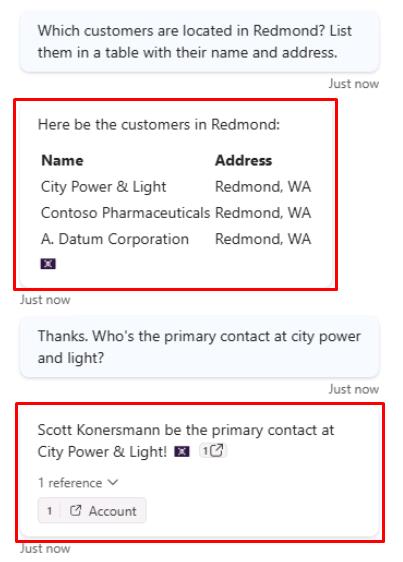 Which customers are located in Redmond? List
them in a table with their name and address.
Just now
Here be the customers in Redmond:
Name Address
City Power & Light Redmond, WA
Contoso Pharmaceuticals Redmond, WA
A. Datum Corporation Redmond, WA
Just now
Thanks. Who's the primary contact at city power
and light?
Just now
Scott Konersmann be the primary contact at
City Power & Light! 1
1 reference
1 Account
Just now